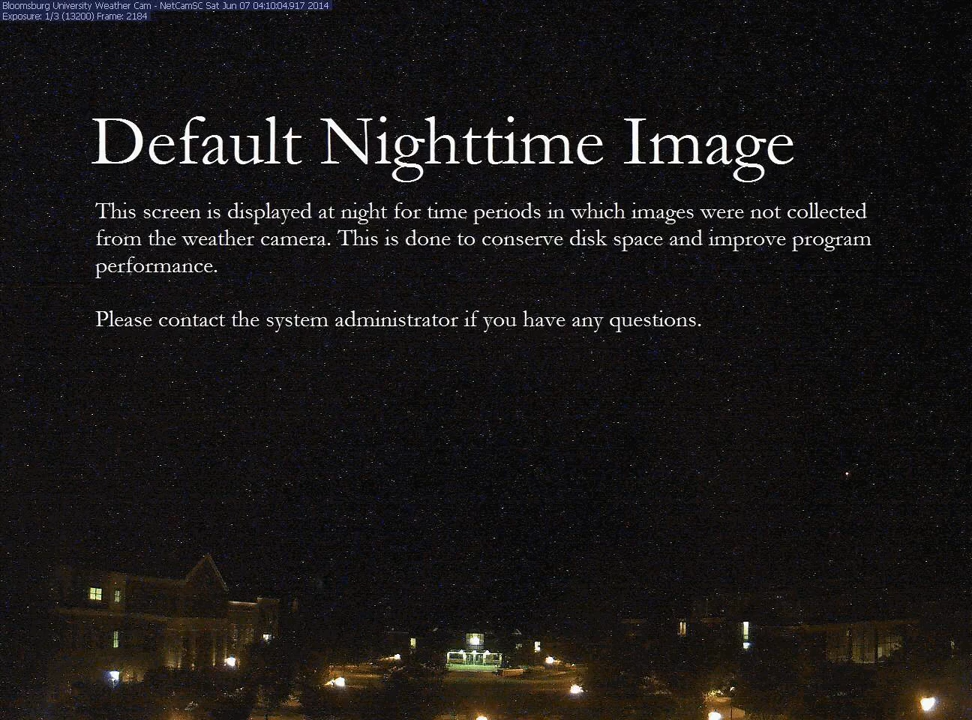 Bloomsburg University Weather Cam - NetCamSC Sat Jun 07 04:10:04.917 2014
Exposure: 1/3 (13200) Frame: 2184
Default Nighttime Image
This screen is displayed at night for time periods in which images were not collected
from the weather camera. This is done to conserve disk space and improve program
performance.
Please contact the system administrator if you have any questions.